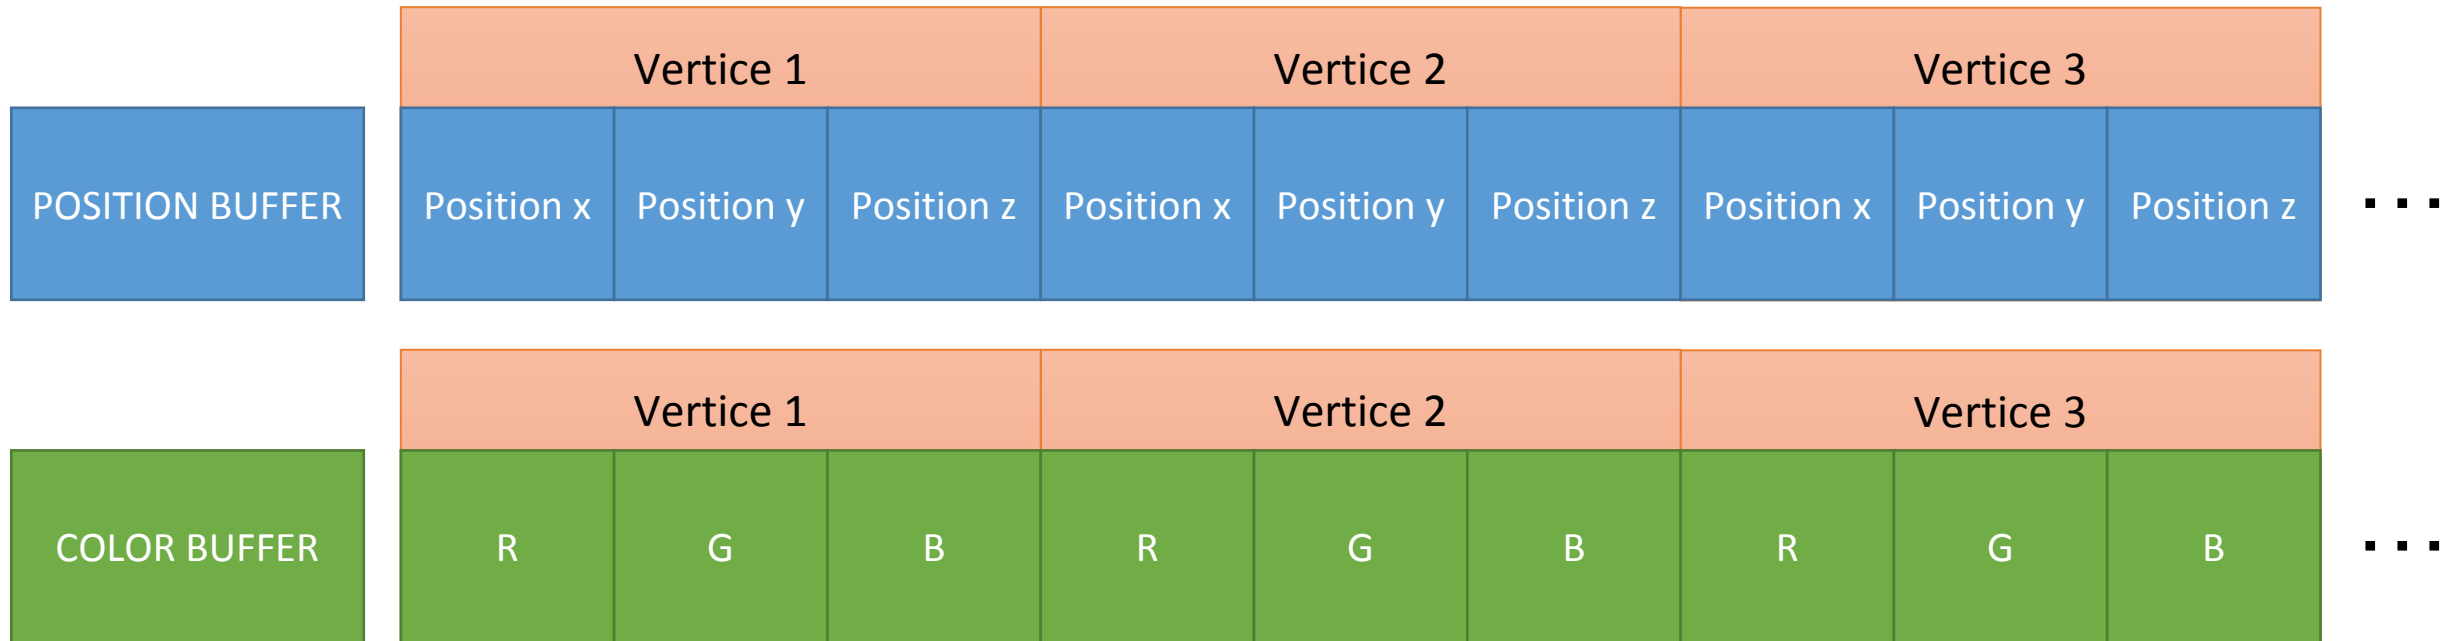 Vertice 1 Vertice 2 Vertice 3
POSITION BUFFER Position x Position y Position z Position x Position y Position z Position x Position y Position z ...
Vertice 1 Vertice 2 Vertice 3
COLOR BUFFER R G B R G B R G B ...